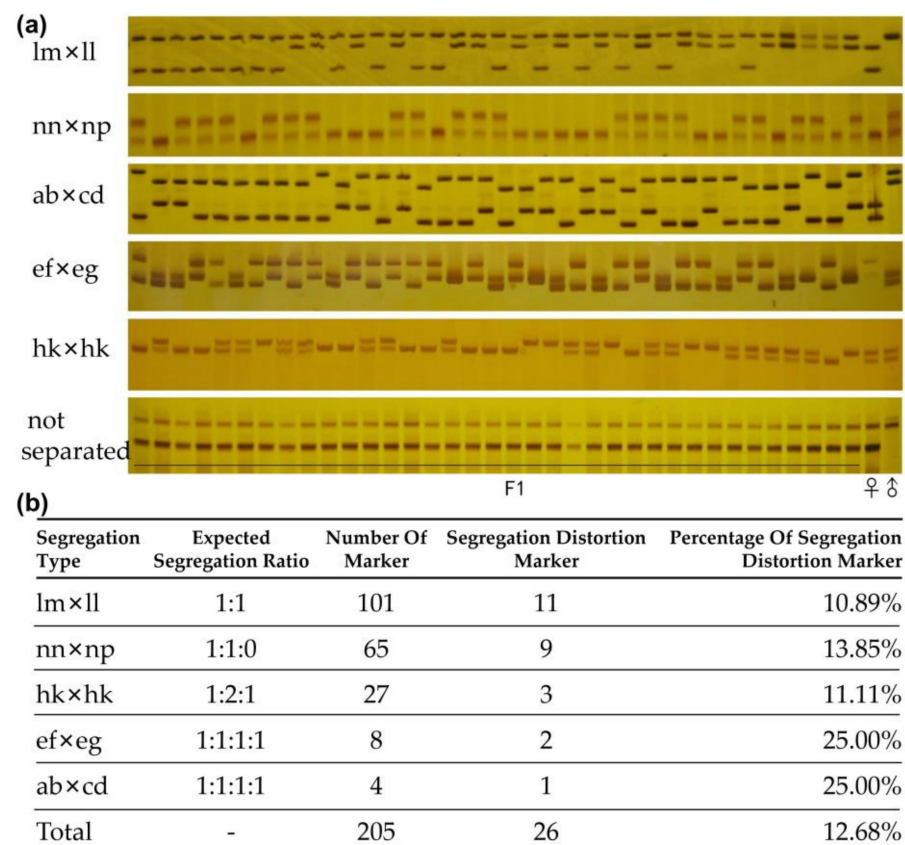 (a)
lm×ll
nn×np
ab×cd
ef×eg
hk×hk
not
separated
F1 ♀ ♂
(b)
Segregation Expected Number Of Segregation Distortion Percentage Of Segregation
Type Segregation Ratio Marker Marker Distortion Marker
lm×ll 1:1 101 11 10.89%
nn×np 1:1:0 65 9 13.85%
hk×hk 1:2:1 27 3 11.11%
ef×eg 1:1:1:1 8 2 25.00%
ab×cd 1:1:1:1 4 1 25.00%
Total - 205 26 12.68%